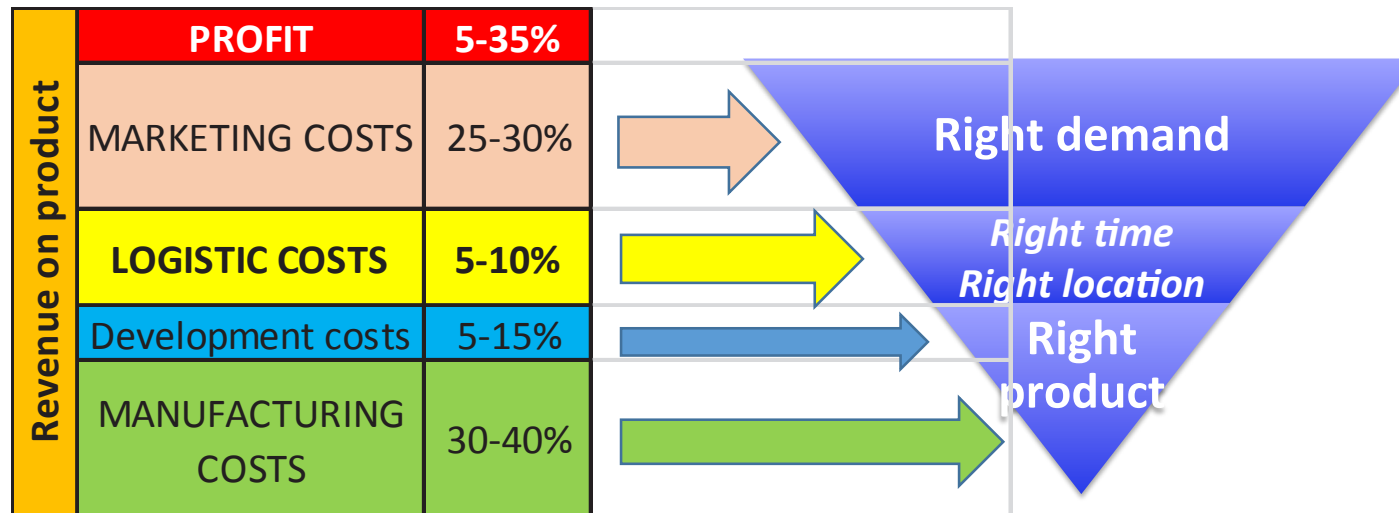 Revenue on product
PROFIT 5-35%
MARKETING COSTS 25-30%
LOGISTIC COSTS 5-10%
Development costs 5-15%
MANUFACTURING
COSTS
30-40%
Right demand
Right time
Right location
Right
product